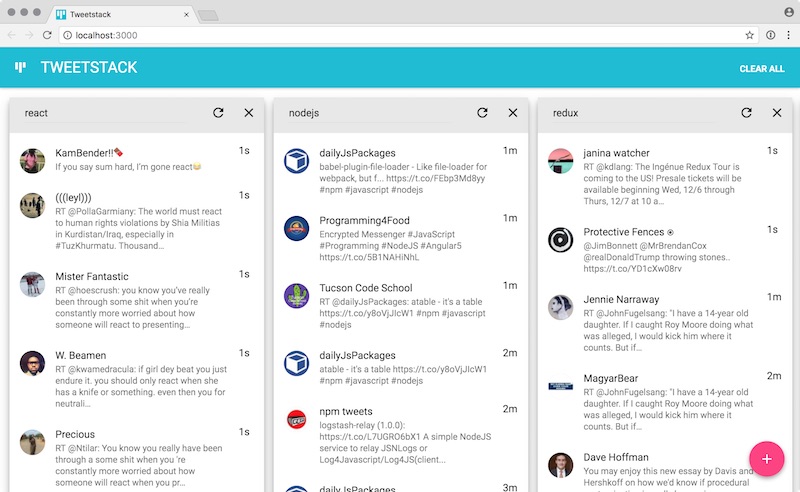 Tweetstack
localhost:3000
TWEETSTACK
CLEAR ALL
react
KamBender!!🧨
1s
If you say sum hard, I'm gone react😂
(((leyl)))
1s
RT @PollaGarmiany: The world must react
to human rights violations by Shia Militias
in Kurdistan/Iraq, especially in
#TuzKhurmatu. Thousand…
Mister Fantastic
1s
RT @hoescrush: you know you've really
been through some shit when you're
constantly more worried about how
someone will react to presenting…
W. Beamen
1s
RT @kwamedracula: if girl dey beat you just
endure it. you should only react when she
has a knife or something. even then you for
neutrali…
Precious
1s
RT @Ntilar: You know you really have been
through a some shit when you 're
constantly more worried about how
someone will react when you pr…
nodejs
dailyJsPackages
1m
babel-plugin-file-loader - Like file-loader for
webpack, but f... https://t.co/FEbp3Md8yy
#npm #javascript #nodejs
Programming4Food
1m
Encrypted Messenger #JavaScript
#Programming #NodeJS #Angular5
https://t.co/5B1NAHiNhL
Tucson Code School
1m
RT @dailyJsPackages: atable - it's a table
https://t.co/y8oVjJIcW1 #npm #javascript
#nodejs
dailyJsPackages
2m
atable - it's a table https://t.co/y8oVjJIcW1
#npm #javascript #nodejs
npm tweets
2m
logstash-relay (1.0.0):
https://t.co/L7UGRO6bX1 A simple NodeJS
service to relay JSNLogs or
Log4Javascript/Log4JS(client...
dailyJsPackages
3m
redux
janina watcher
1s
RT @kdlang: The Ingénue Redux Tour is
coming to the US! Presale tickets will be
available beginning Wed, 12/6 through
Thurs, 12/7 at 10 a…
Protective Fences ⍟
1s
@JimBonnett @MrBrendanCox
@realDonaldTrump throwing stones..
https://t.co/YD1cXw08rv
Jennie Narraway
1m
RT @JohnFugelsang: "I have a 14-year old
daughter. If I caught Roy Moore doing what
was alleged, I would kick him where it
counts. But if…
MagyarBear
2m
RT @JohnFugelsang: "I have a 14-year old
daughter. If I caught Roy Moore doing what
was alleged, I would kick him where it
counts. But if…
Dave Hoffman
You may enjoy this new essay by Davis and
Hershkoff on how we'd know if procedural